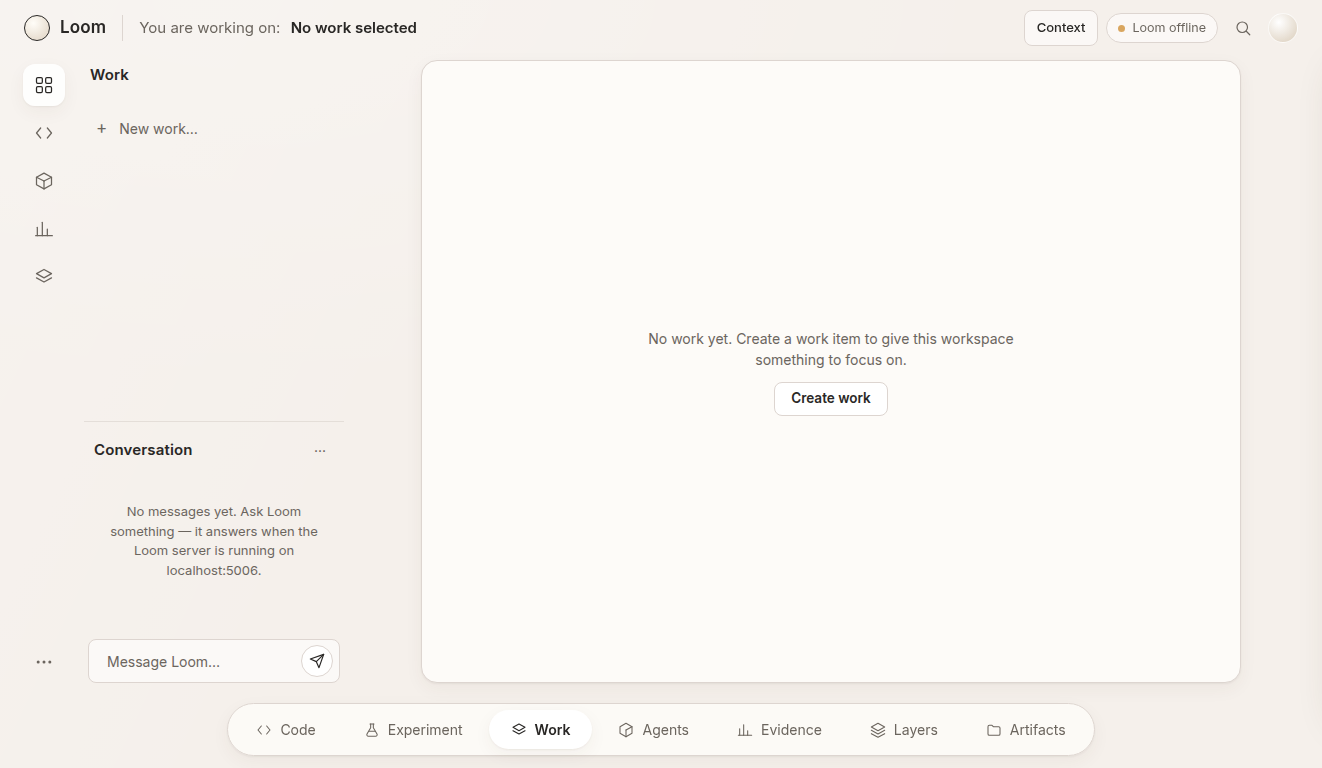 Loom
You are working on: No work selected
Context
Loom offline
Work
+ New work...
No work yet. Create a work item to give this workspace
something to focus on.
Create work
Conversation
...
No messages yet. Ask Loom
something — it answers when the
Loom server is running on
localhost:5006.
Message Loom...
Code
Experiment
Work
Agents
Evidence
Layers
Artifacts